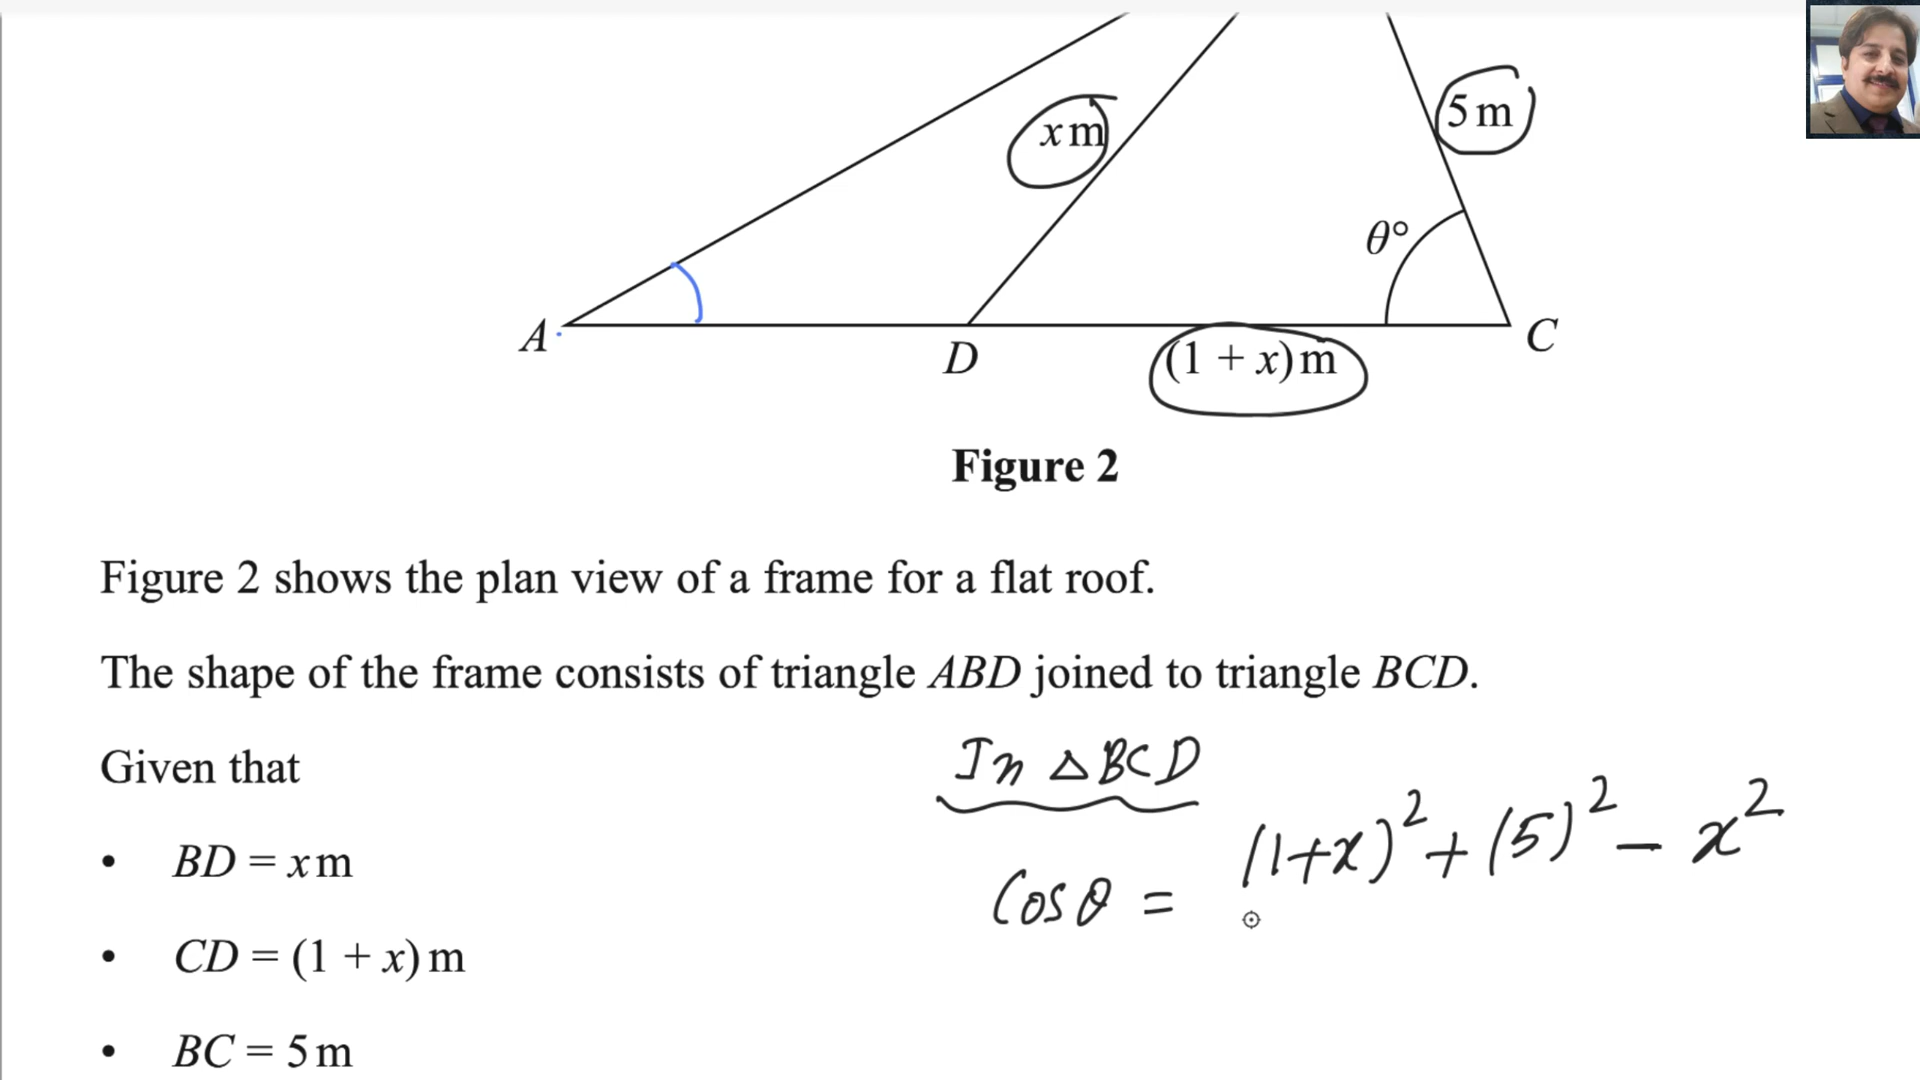 x m
5 m
θ°
A
D
(1 + x) m
C
Figure 2
Figure 2 shows the plan view of a frame for a flat roof.
The shape of the frame consists of triangle ABD joined to triangle BCD.
Given that
In △BCD
• BD = x m
Cosθ = (1+x)² + (5)² − x²
• CD = (1 + x) m
• BC = 5 m